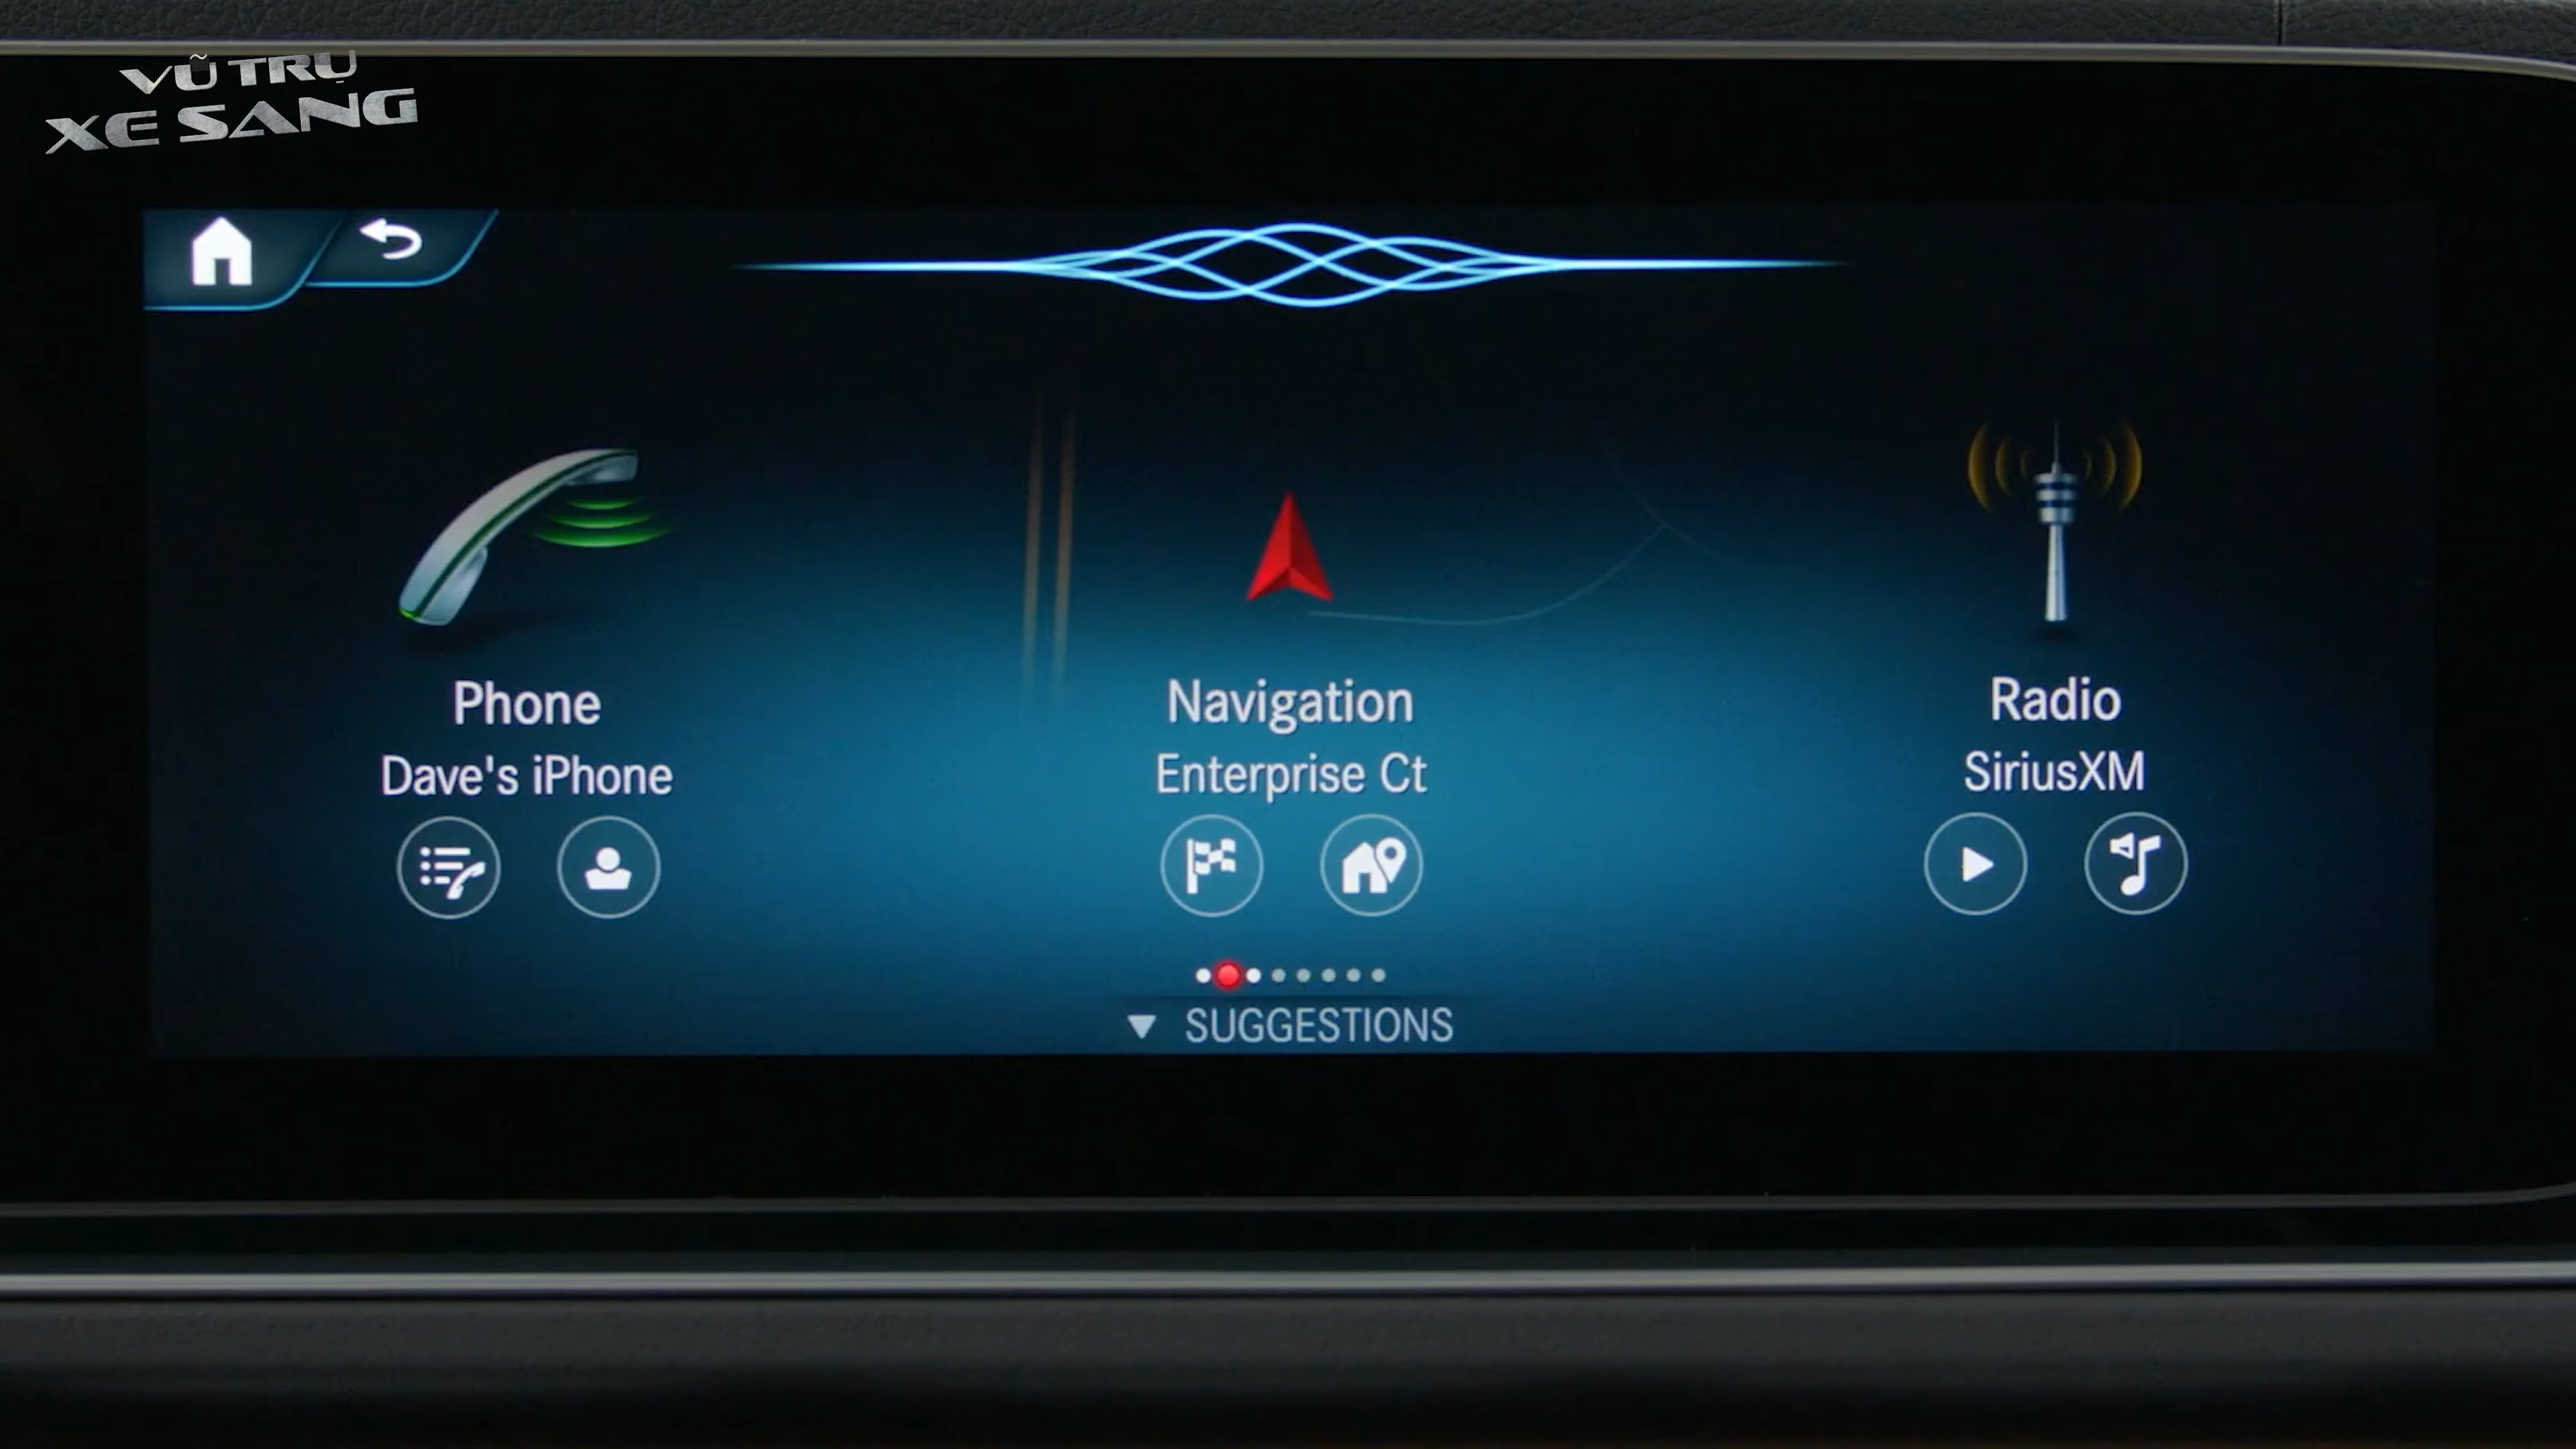 VŨ TRỤ
XE SANG
Phone
Dave's iPhone
Navigation
Enterprise Ct
Radio
SiriusXM
SUGGESTIONS